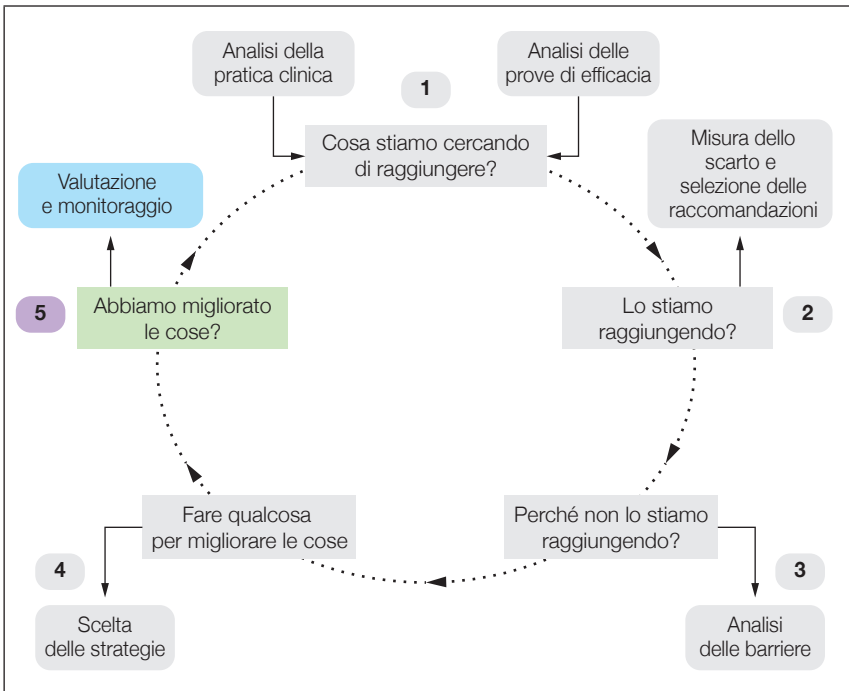 Analisi della
pratica clinica
Analisi delle
prove di efficacia
1
Cosa stiamo cercando
di raggiungere?
Misura dello
scarto e
selezione delle
raccomandazioni
Valutazione
e monitoraggio
5
Abbiamo migliorato
le cose?
Lo stiamo
raggiungendo?
2
Fare qualcosa
per migliorare le cose
Perché non lo stiamo
raggiungendo?
4
3
Scelta
delle strategie
Analisi
delle barriere